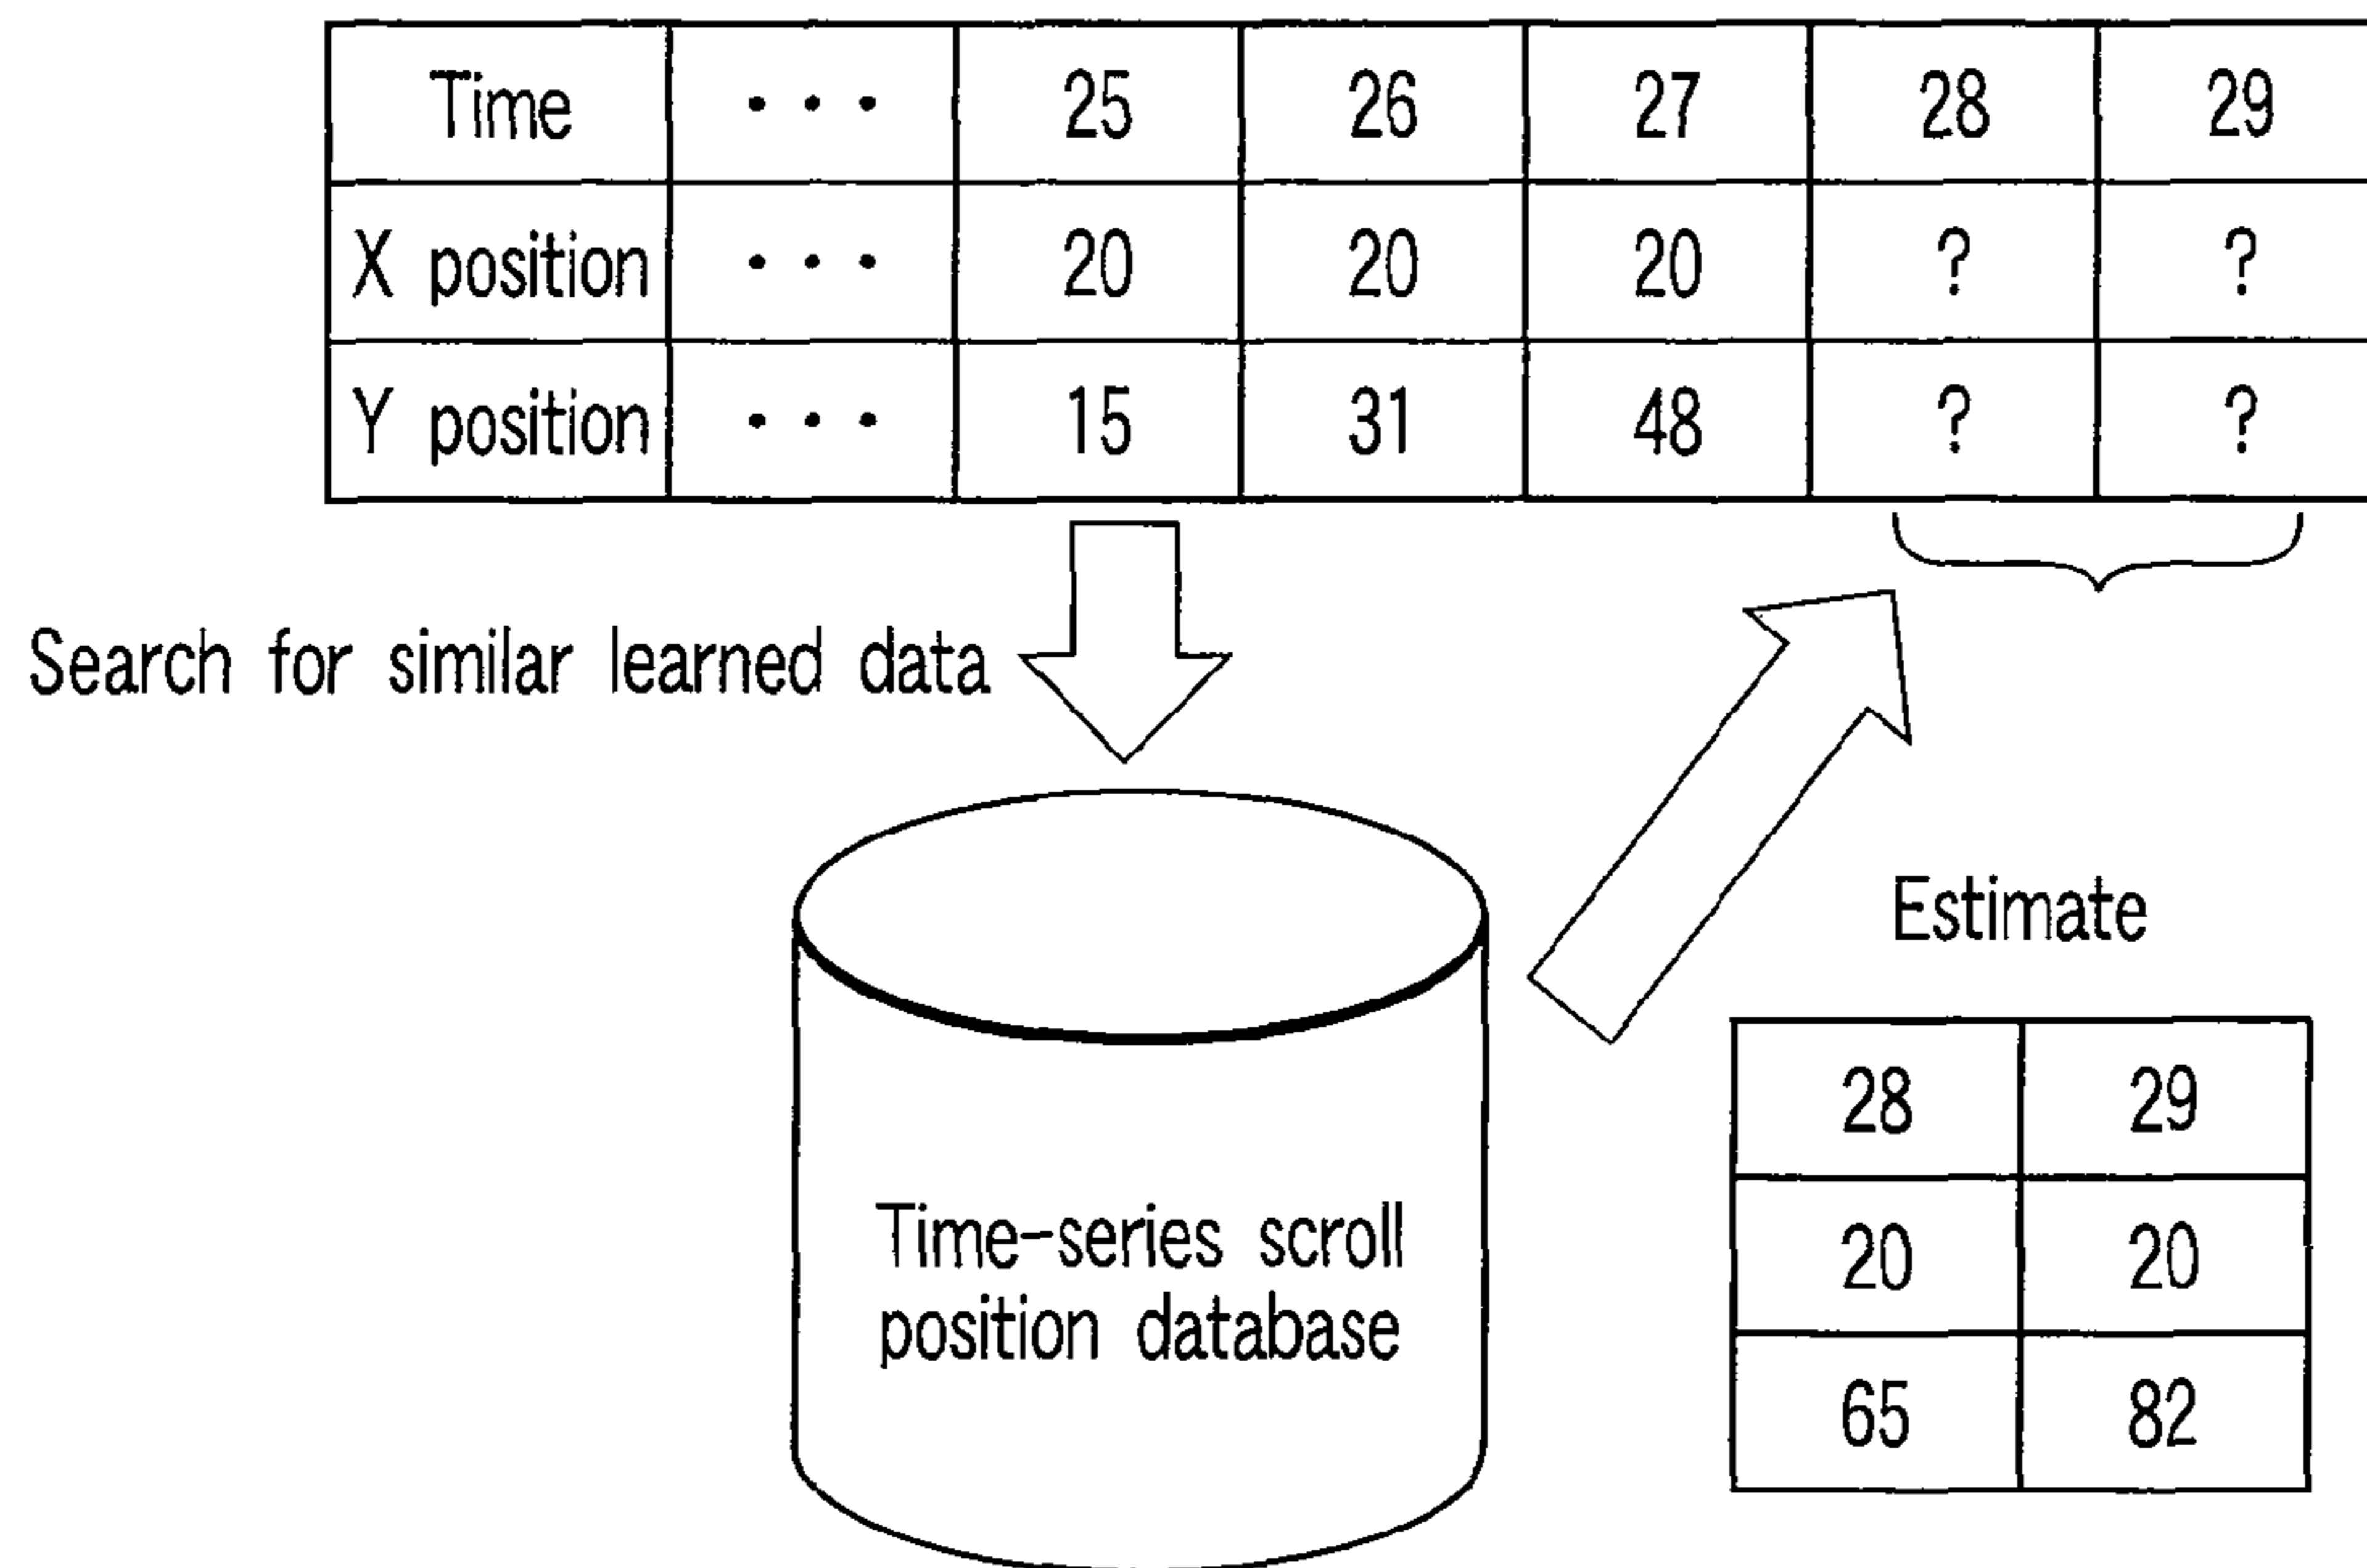 Time ・・・ 25 26 27 28 29
X position ・・・ 20 20 20 ? ?
Y position ・・・ 15 31 48 ? ?
Search for similar learned data
Estimate
28 29
20 20
65 82
Time-series scroll
position database